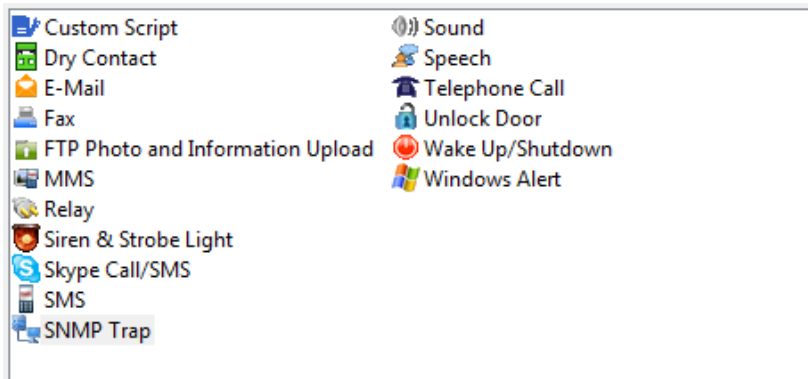 Custom Script
Dry Contact
E-Mail
Fax
FTP Photo and Information Upload
MMS
Relay
Siren & Strobe Light
Skype Call/SMS
SMS
SNMP Trap
Sound
Speech
Telephone Call
Unlock Door
Wake Up/Shutdown
Windows Alert